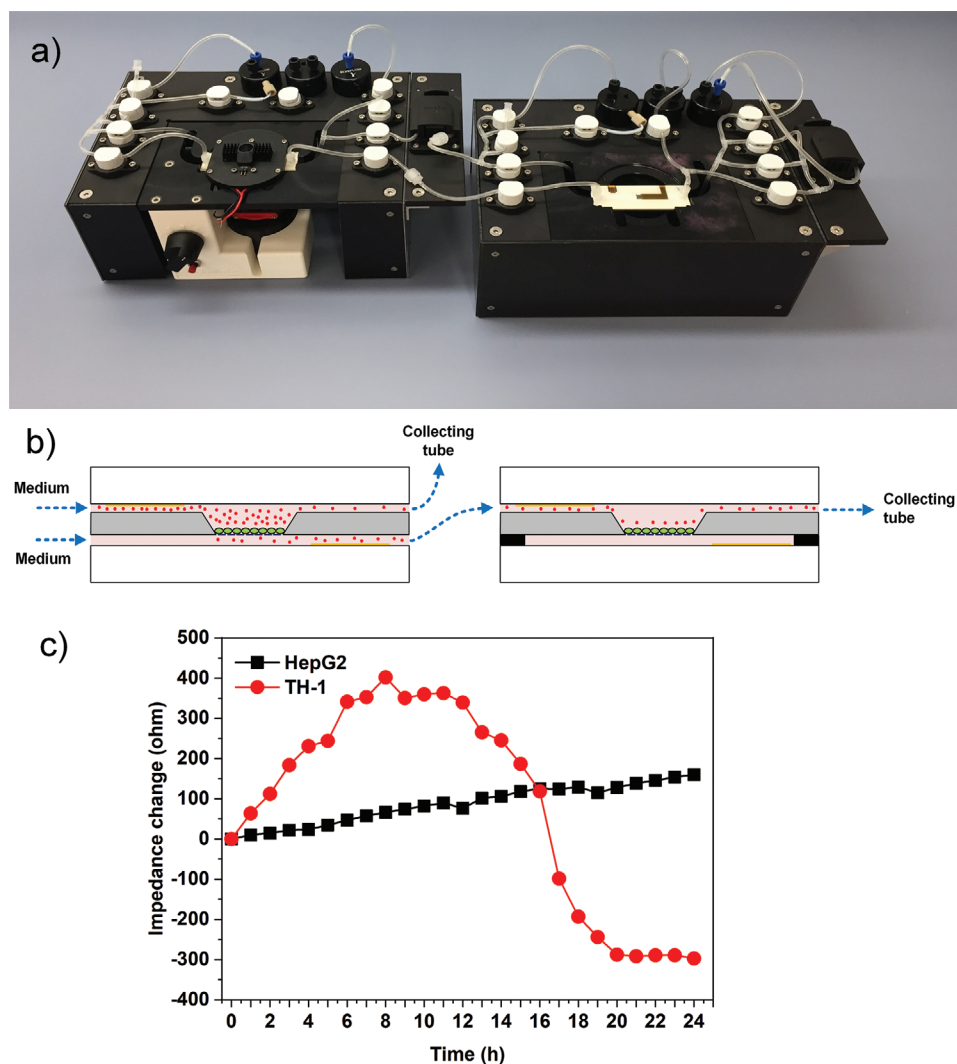 a)
b)
Collecting
tube
Medium
Medium
Collecting
tube
c)
HepG2
TH-1
Impedance change (ohm)
500
400
300
200
100
0
-100
-200
-300
-400
0 2 4 6 8 10 12 14 16 18 20 22 24
Time (h)